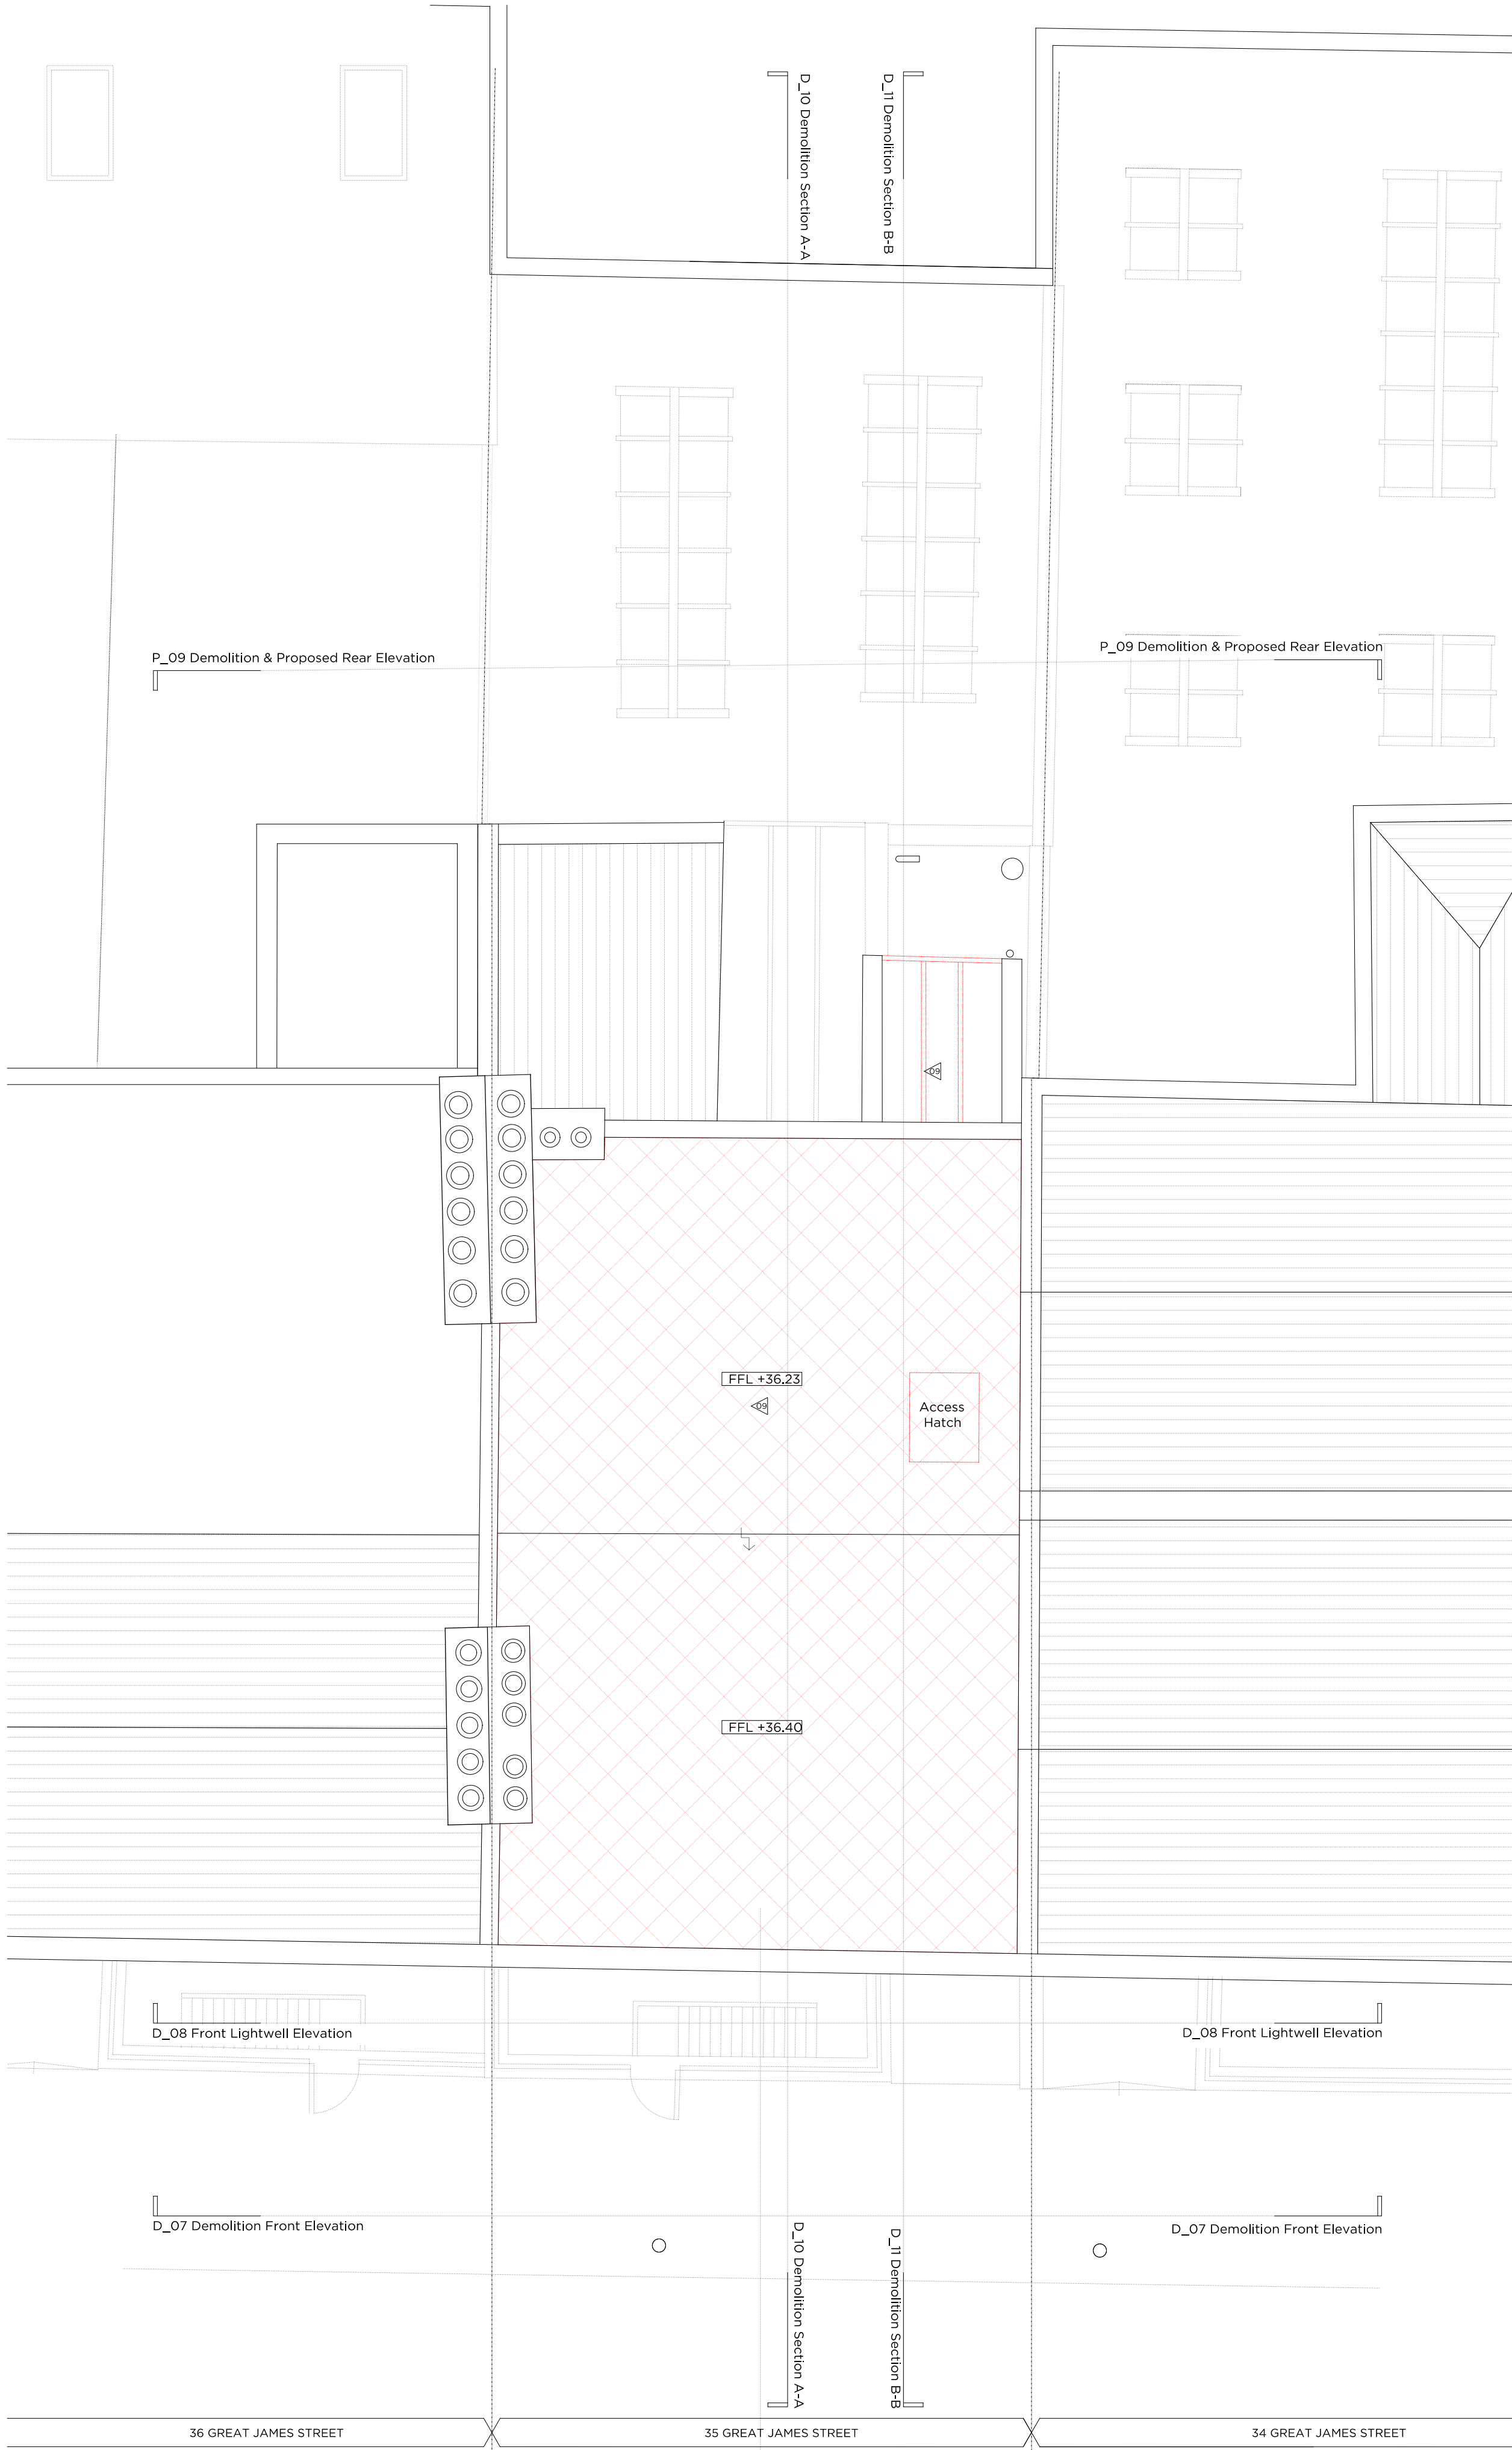 D_10 Demolition Section A-A
D_11 Demolition Section B-B
P_09 Demolition & Proposed Rear Elevation
P_09 Demolition & Proposed Rear Elevation
09
FFL +36.23
09
Access
Hatch
FFL +36.40
D_08 Front Lightwell Elevation
D_08 Front Lightwell Elevation
D_07 Demolition Front Elevation
D_07 Demolition Front Elevation
D_10 Demolition Section A-A
D_11 Demolition Section B-B
36 GREAT JAMES STREET
35 GREAT JAMES STREET
34 GREAT JAMES STREET